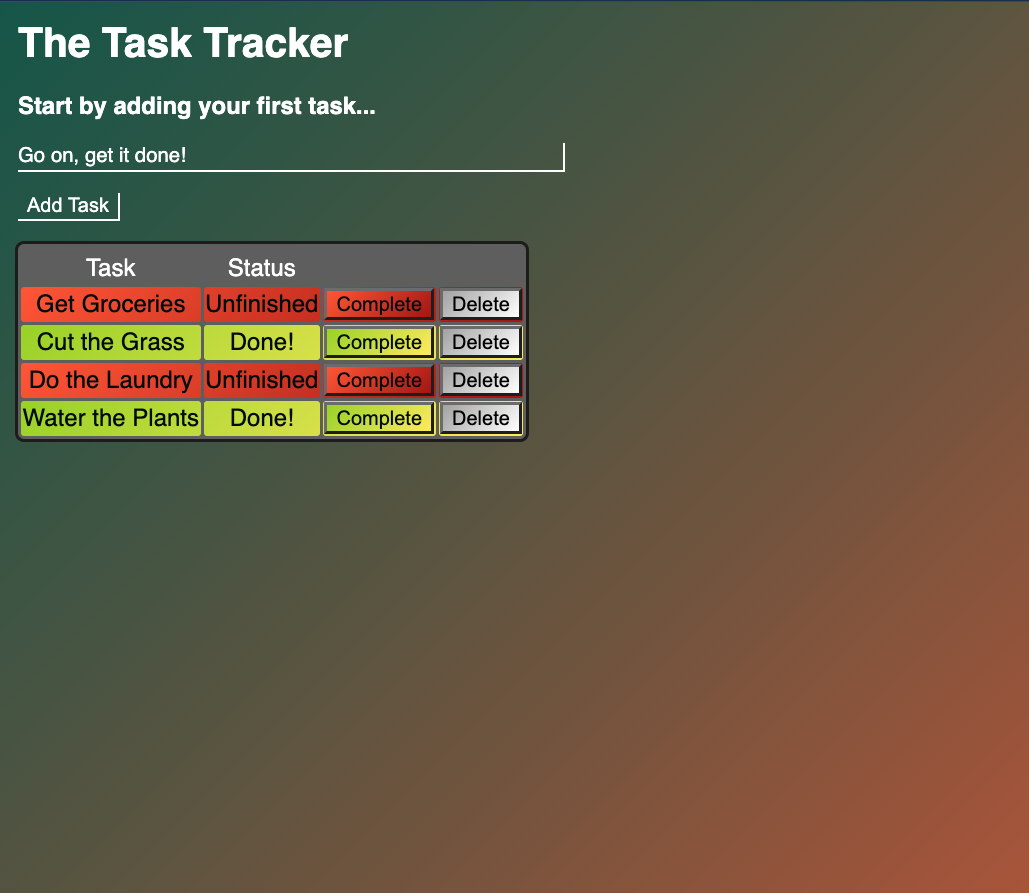 The Task Tracker
Start by adding your first task...
Go on, get it done!
Add Task
Task Status
Get Groceries Unfinished Complete Delete
Cut the Grass Done! Complete Delete
Do the Laundry Unfinished Complete Delete
Water the Plants Done! Complete Delete